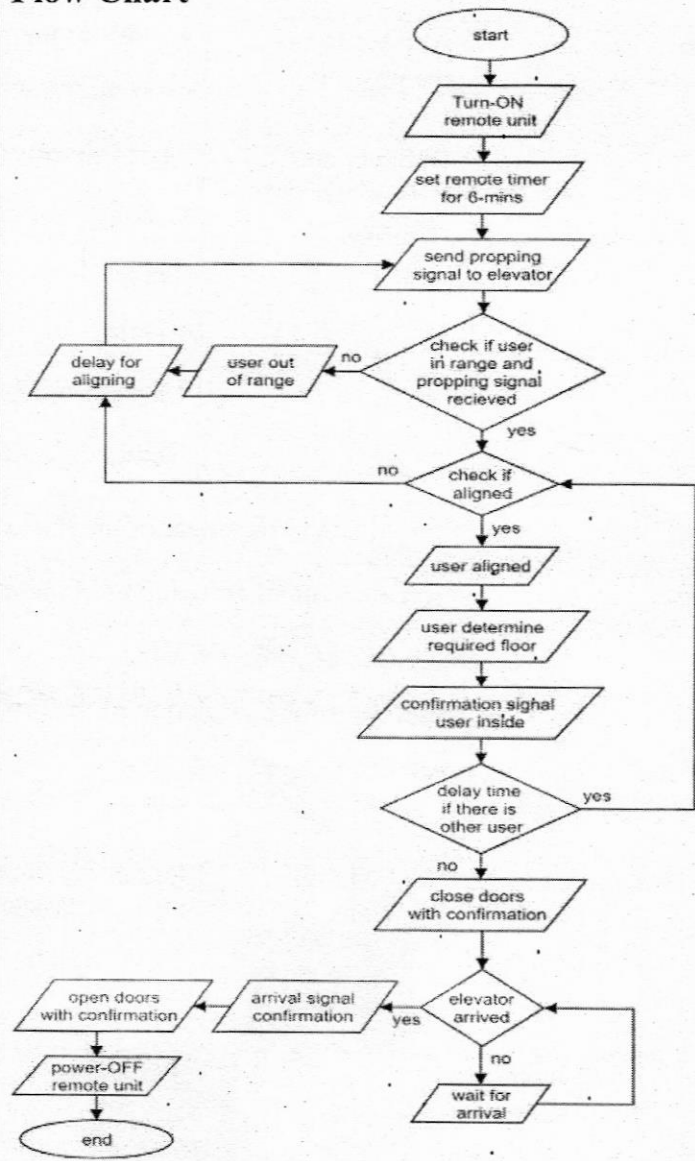 Flow Chart
start
Turn-ON
remote unit
set remote timer
for 6-mins
send propping
signal to elevator
check if user
in range and
propping signal
recieved
no
user out
of range
delay for
aligning
yes
check if
aligned
no
yes
user aligned
user determine
required floor
confirmation sighal
user inside
delay time
if there is
other user
yes
no
close doors
with confirmation
elevator
arrived
yes
arrival signal
confirmation
open doors
with confirmation
no
wait for
arrival
power-OFF
remote unit
end